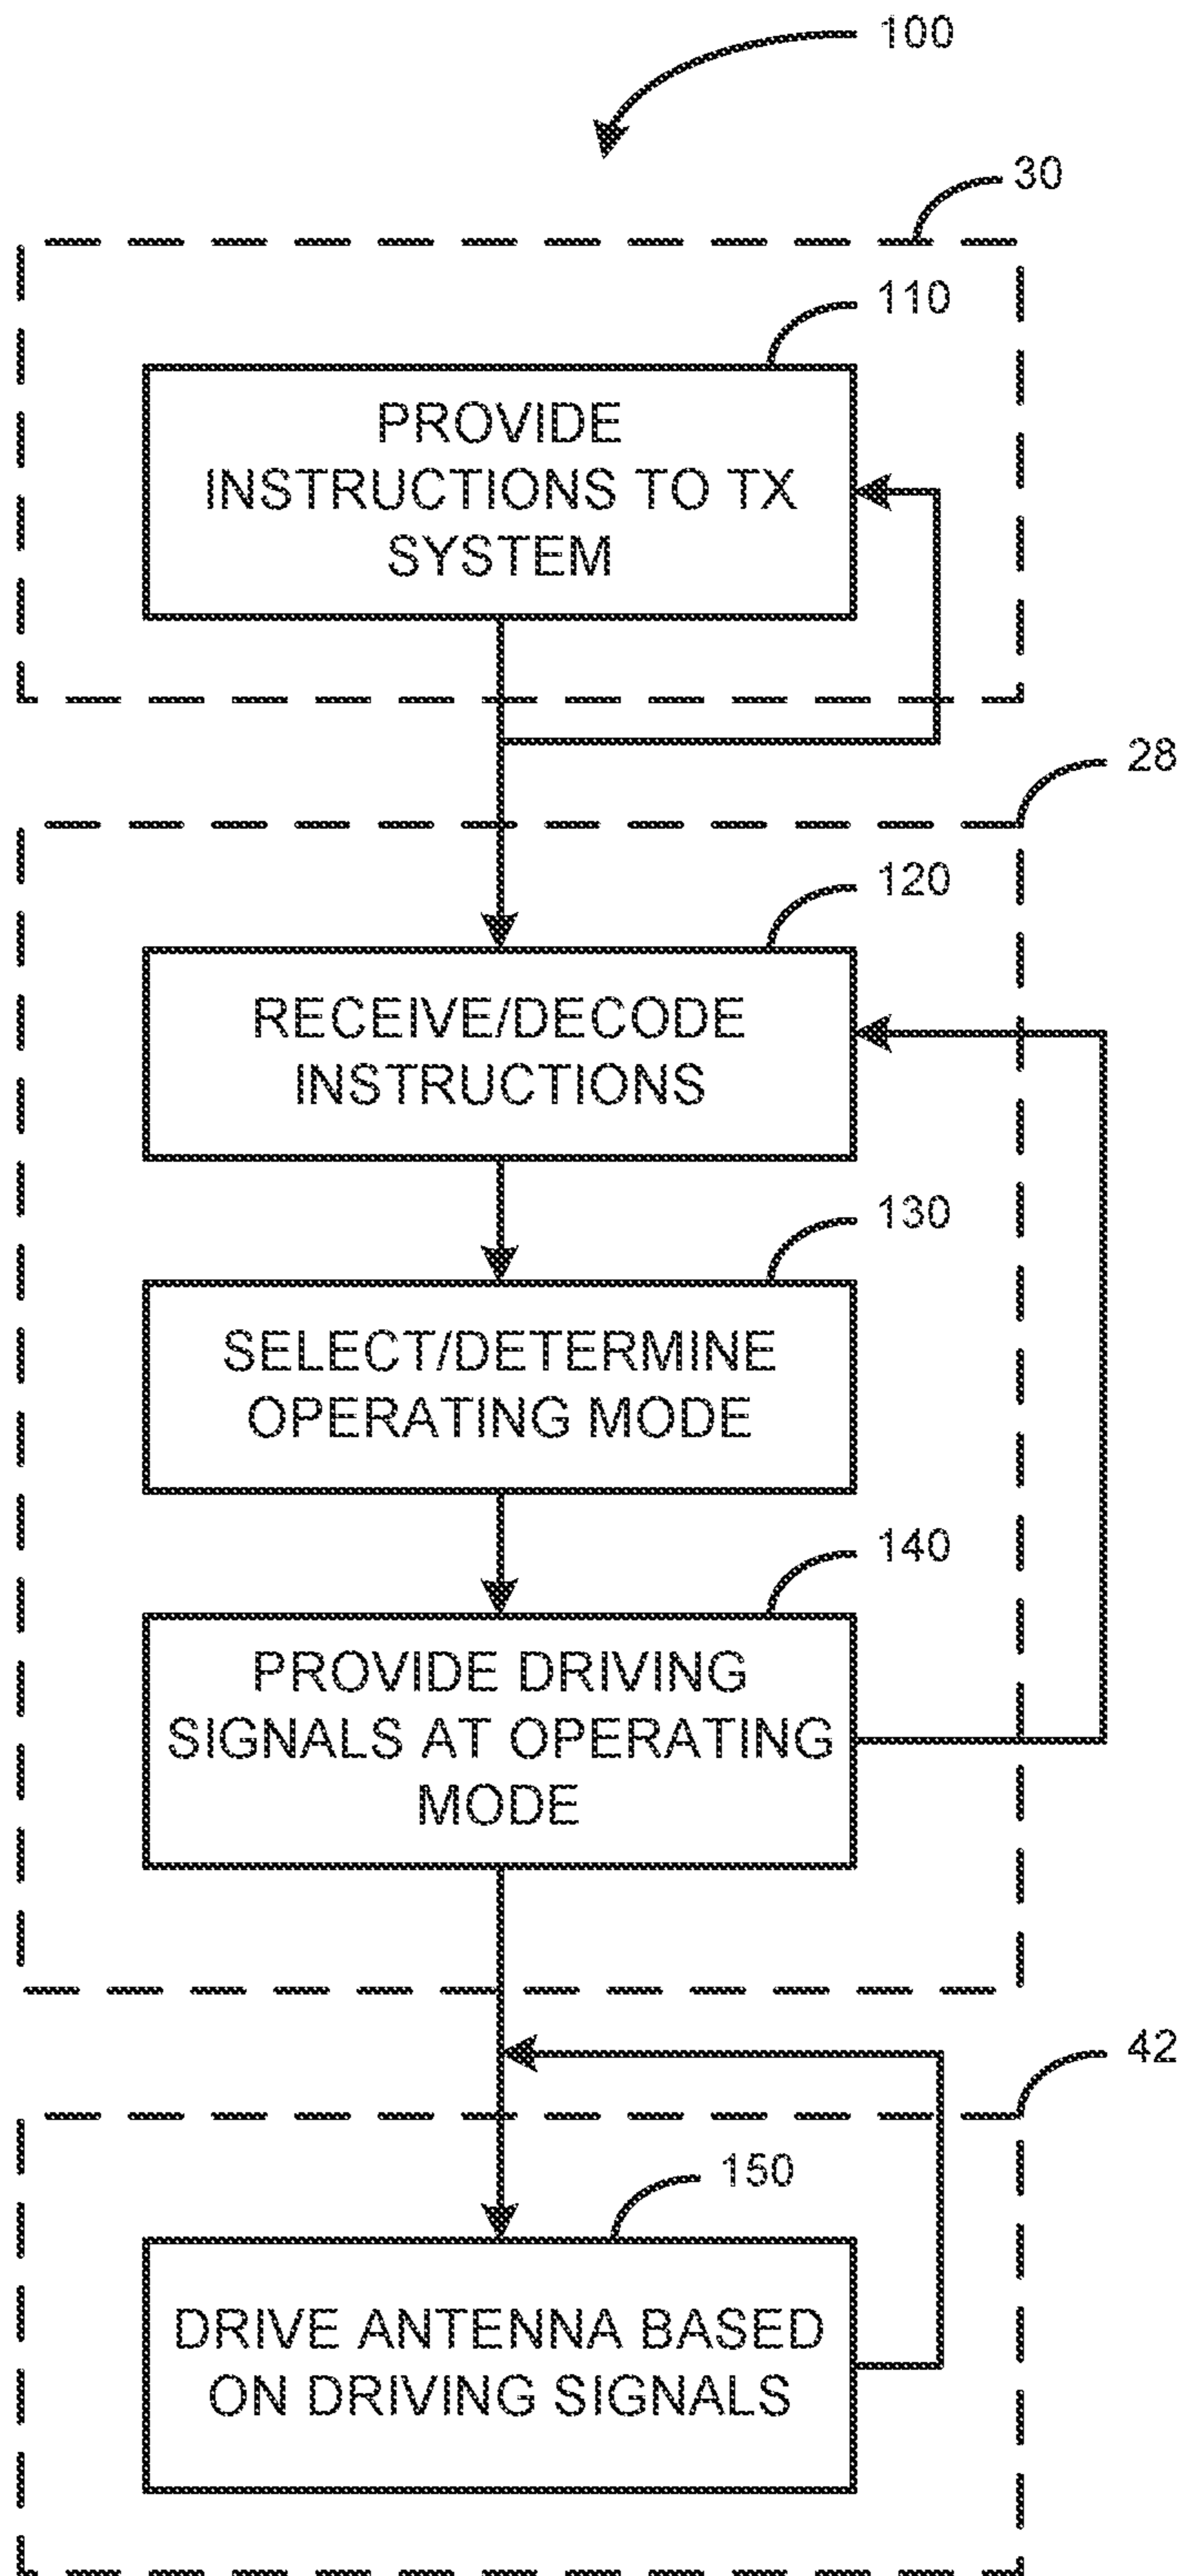 100
30
110
PROVIDE
INSTRUCTIONS TO TX
SYSTEM
28
120
RECEIVE/DECODE
INSTRUCTIONS
130
SELECT/DETERMINE
OPERATING MODE
140
PROVIDE DRIVING
SIGNALS AT OPERATING
MODE
42
150
DRIVE ANTENNA BASED
ON DRIVING SIGNALS